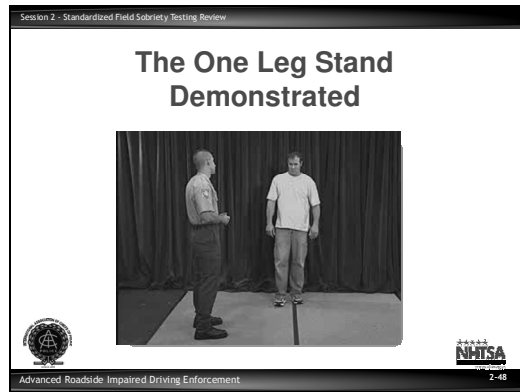 Session 2 - Standardized Field Sobriety Testing Review
The One Leg Stand
Demonstrated
NHTSA
Advanced Roadside Impaired Driving Enforcement
2-48